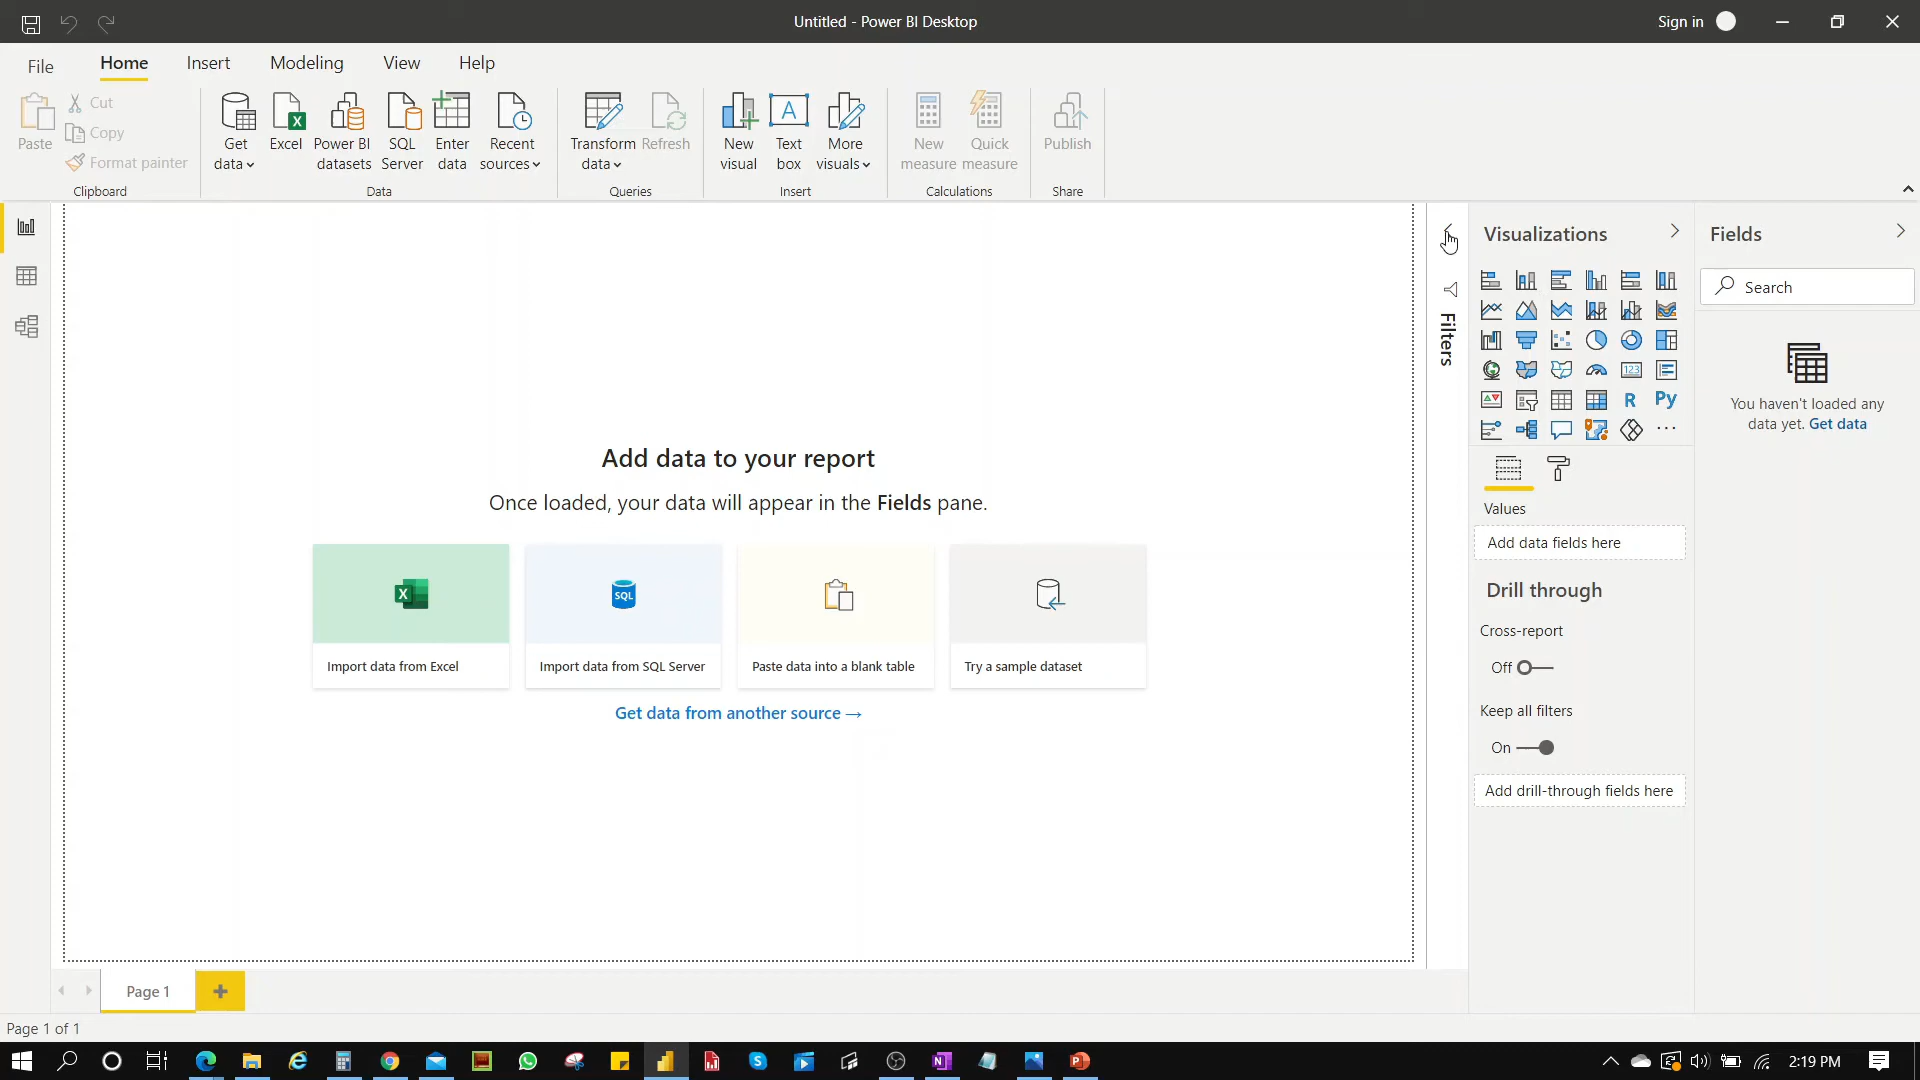 Untitled - Power BI Desktop
Sign in
File
Home
Insert
Modeling
View
Help
Paste
Cut
Copy
Format painter
Clipboard
Get
data
Excel
Power BI
datasets
SQL
Server
Enter
data
Recent
sources
Data
Transform
data
Refresh
Queries
New
visual
A
Text
box
More
visuals
Insert
New
measure
Quick
measure
Calculations
Publish
Share
Filters
Visualizations
123
R
Py
Values
Add data fields here
Drill through
Cross-report
Off
Keep all filters
On
Add drill-through fields here
Fields
Search
You haven't loaded any
data yet. Get data
Add data to your report
Once loaded, your data will appear in the Fields pane.
X
SQL
Import data from Excel
Import data from SQL Server
Paste data into a blank table
Try a sample dataset
Get data from another source →
Page 1
Page 1 of 1
2:19 PM